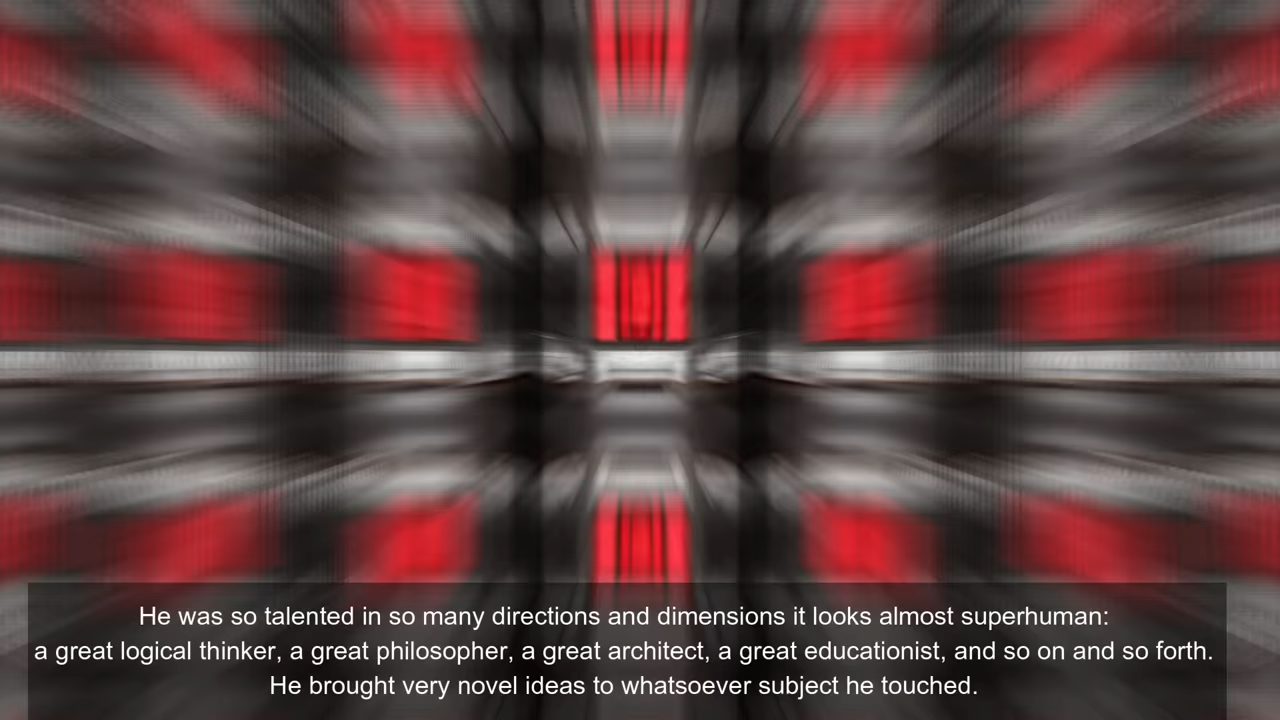 He was so talented in so many directions and dimensions it looks almost superhuman:
a great logical thinker, a great philosopher, a great architect, a great educationist, and so on and so forth.
He brought very novel ideas to whatsoever subject he touched.